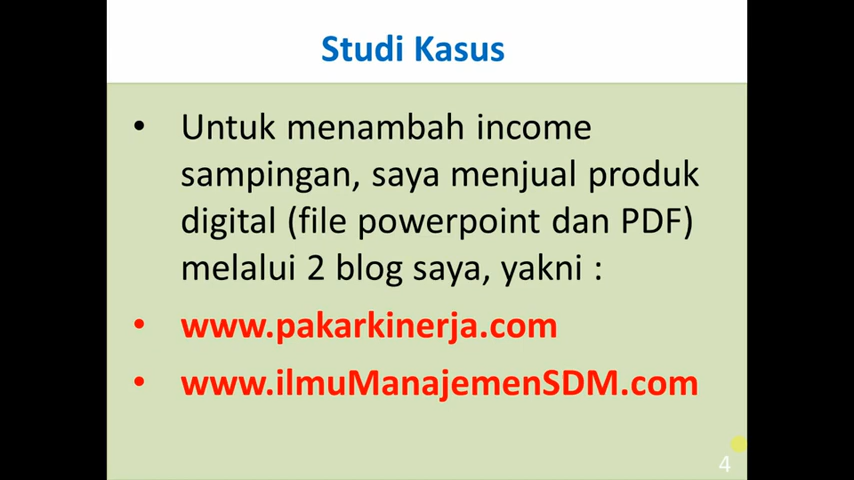 Studi Kasus
• Untuk menambah income
sampingan, saya menjual produk
digital (file powerpoint dan PDF)
melalui 2 blog saya, yakni :
• www.pakarkinerja.com
• www.ilmuManajemenSDM.com
4